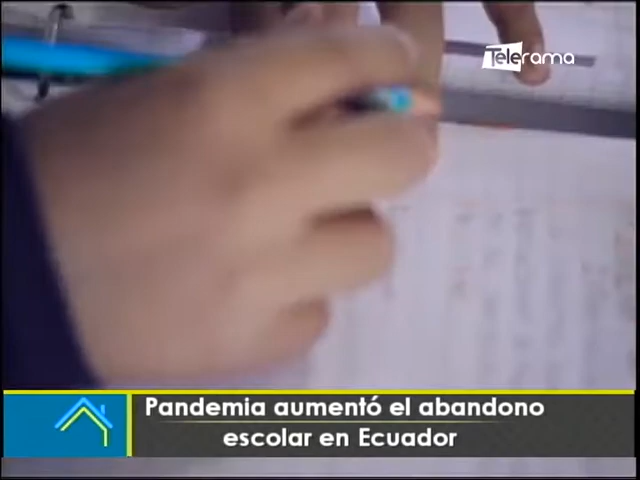 Telerama
Pandemia aumentó el abandono
escolar en Ecuador